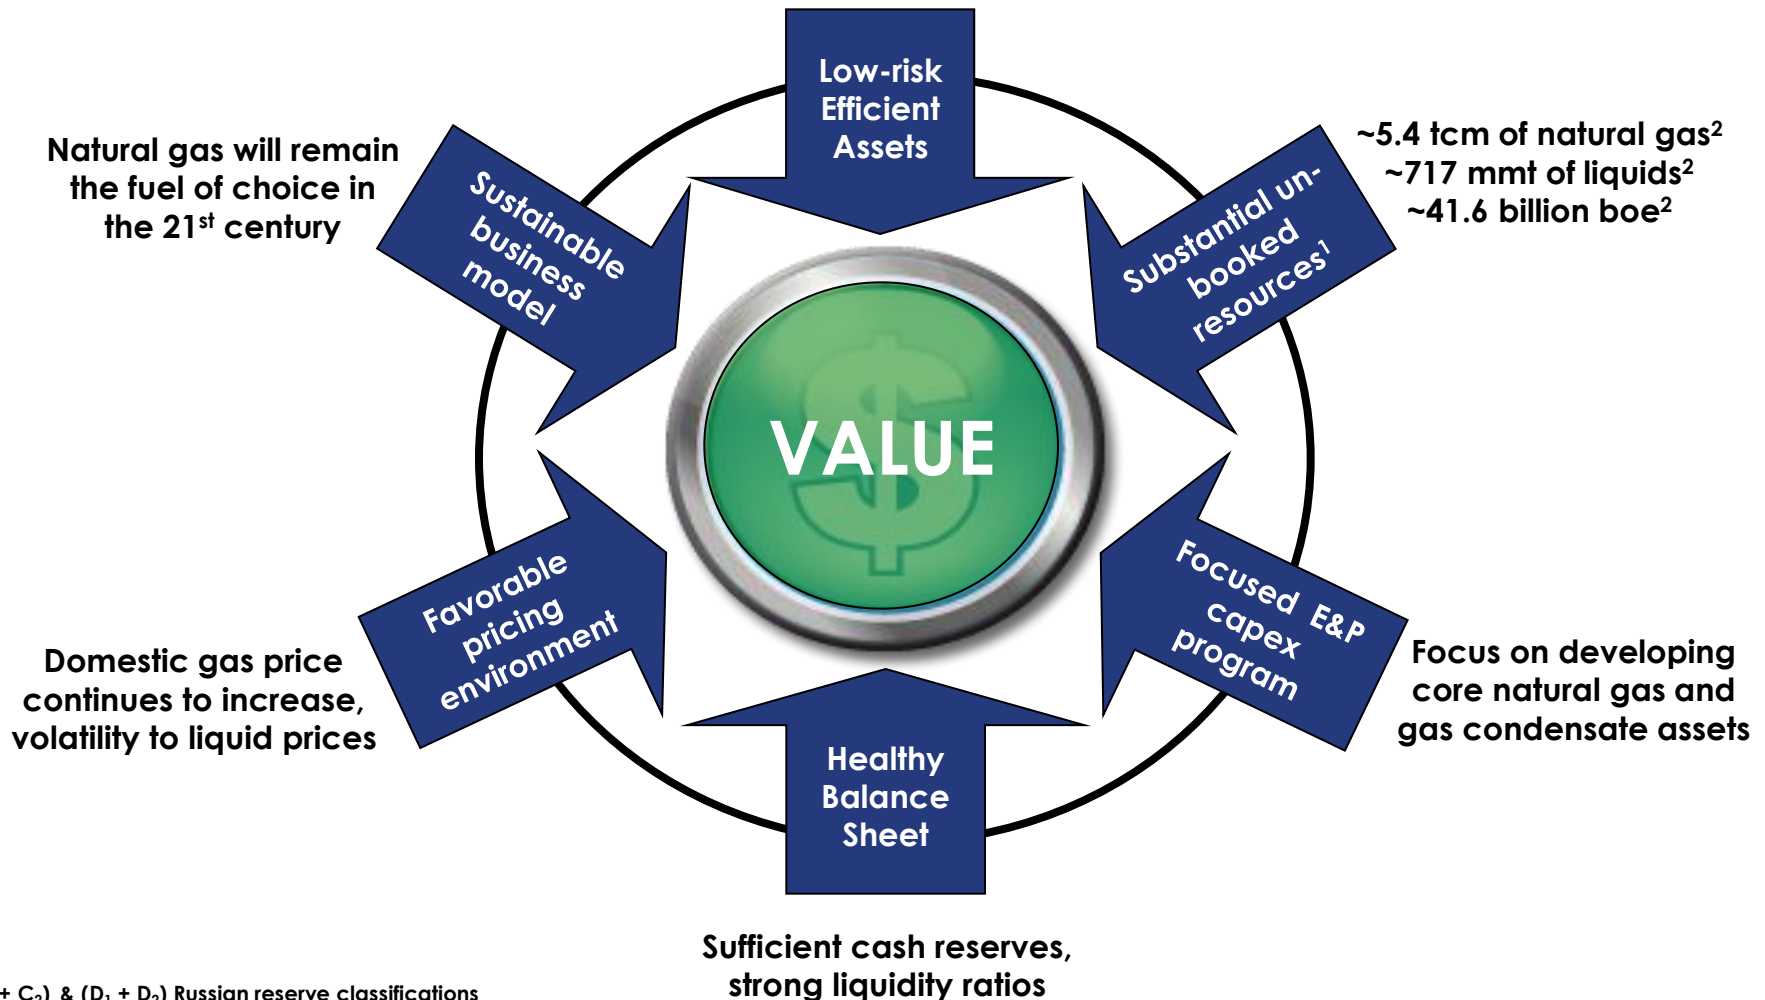 Low-risk
Efficient
Assets
Natural gas will remain
the fuel of choice in
the 21st century
Sustainable
business
model
~5.4 tcm of natural gas²
~717 mmt of liquids²
~41.6 billion boe²
Substantial un-
booked
resources¹
VALUE
Favorable
pricing
environment
Domestic gas price
continues to increase,
volatility to liquid prices
Focused E&P
capex
program
Focus on developing
core natural gas and
gas condensate assets
Healthy
Balance
Sheet
Sufficient cash reserves,
strong liquidity ratios
+ C₂) & (D₁ + D₂) Russian reserve classifications